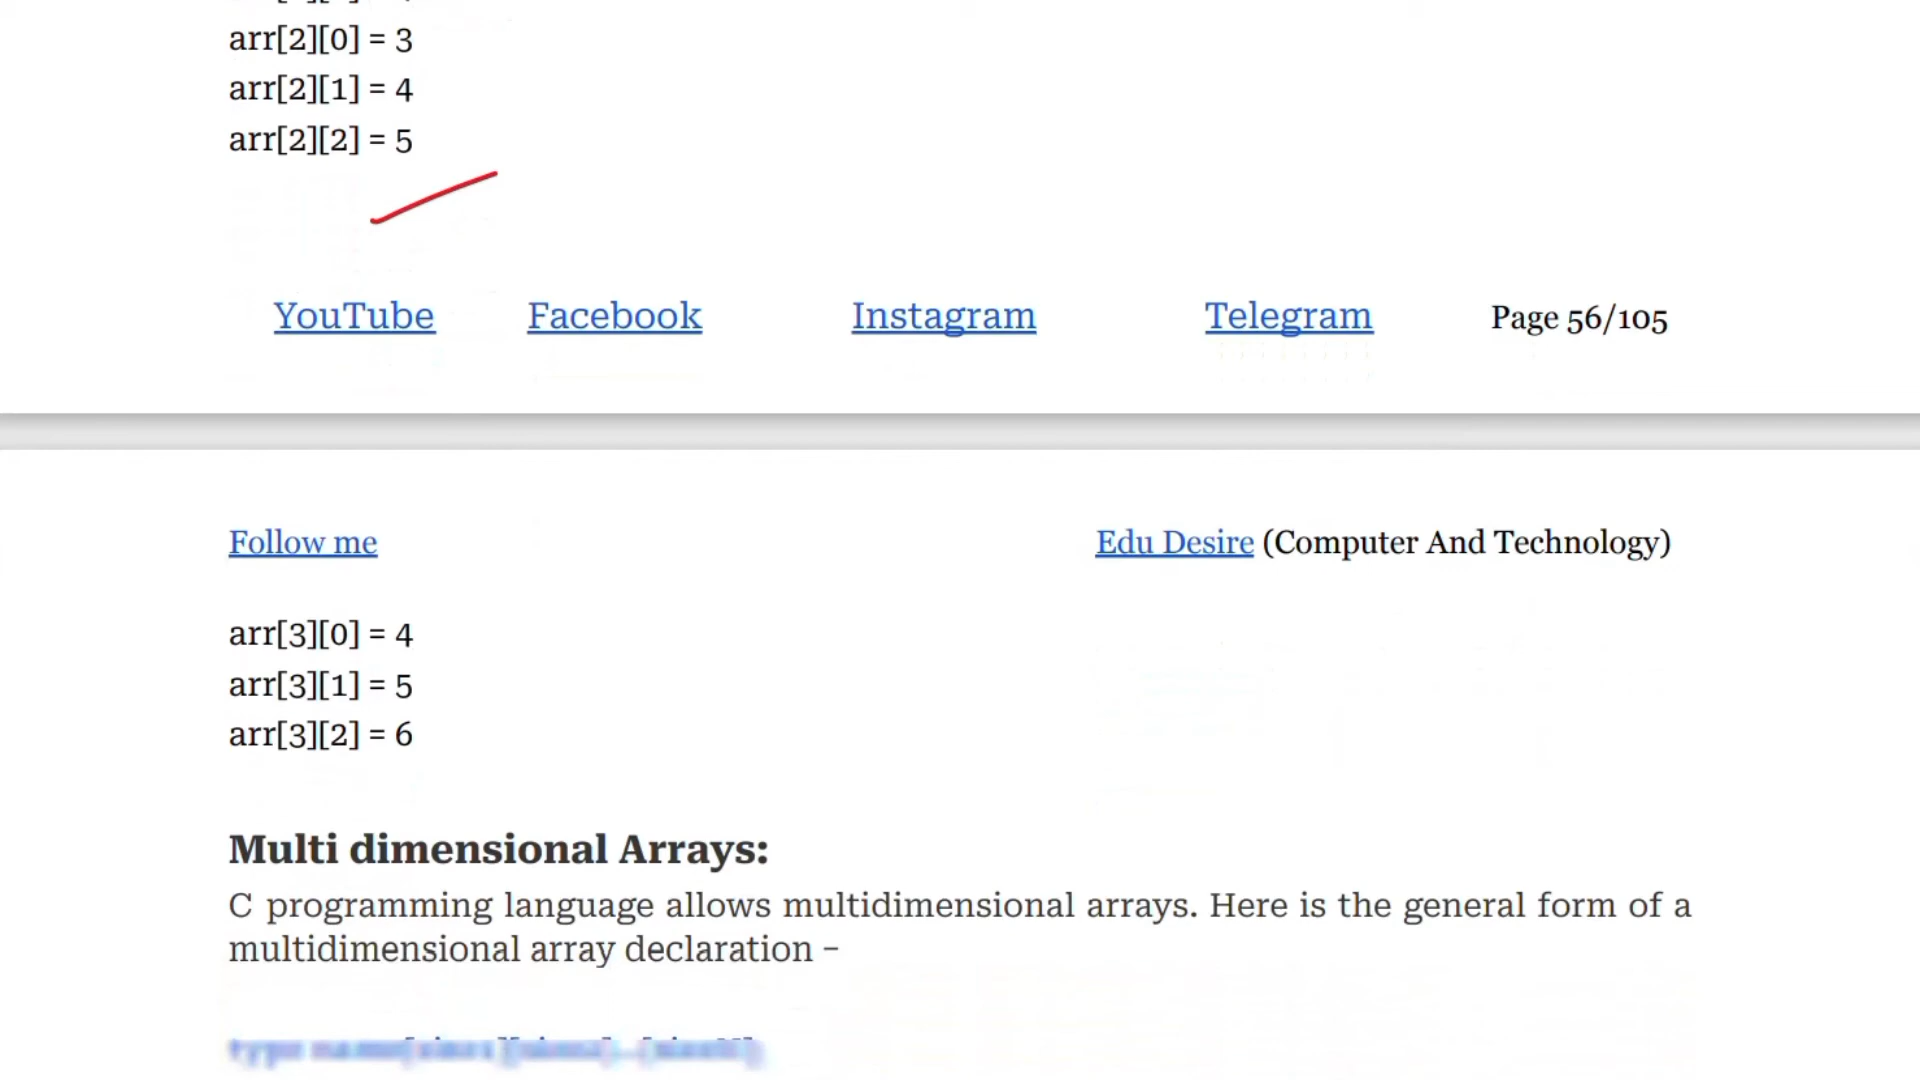 arr[2][0] = 3
arr[2][1] = 4
arr[2][2] = 5
YouTube Facebook Instagram Telegram Page 56/105
Follow me Edu Desire (Computer And Technology)
arr[3][0] = 4
arr[3][1] = 5
arr[3][2] = 6
Multi dimensional Arrays:
C programming language allows multidimensional arrays. Here is the general form of a
multidimensional array declaration –